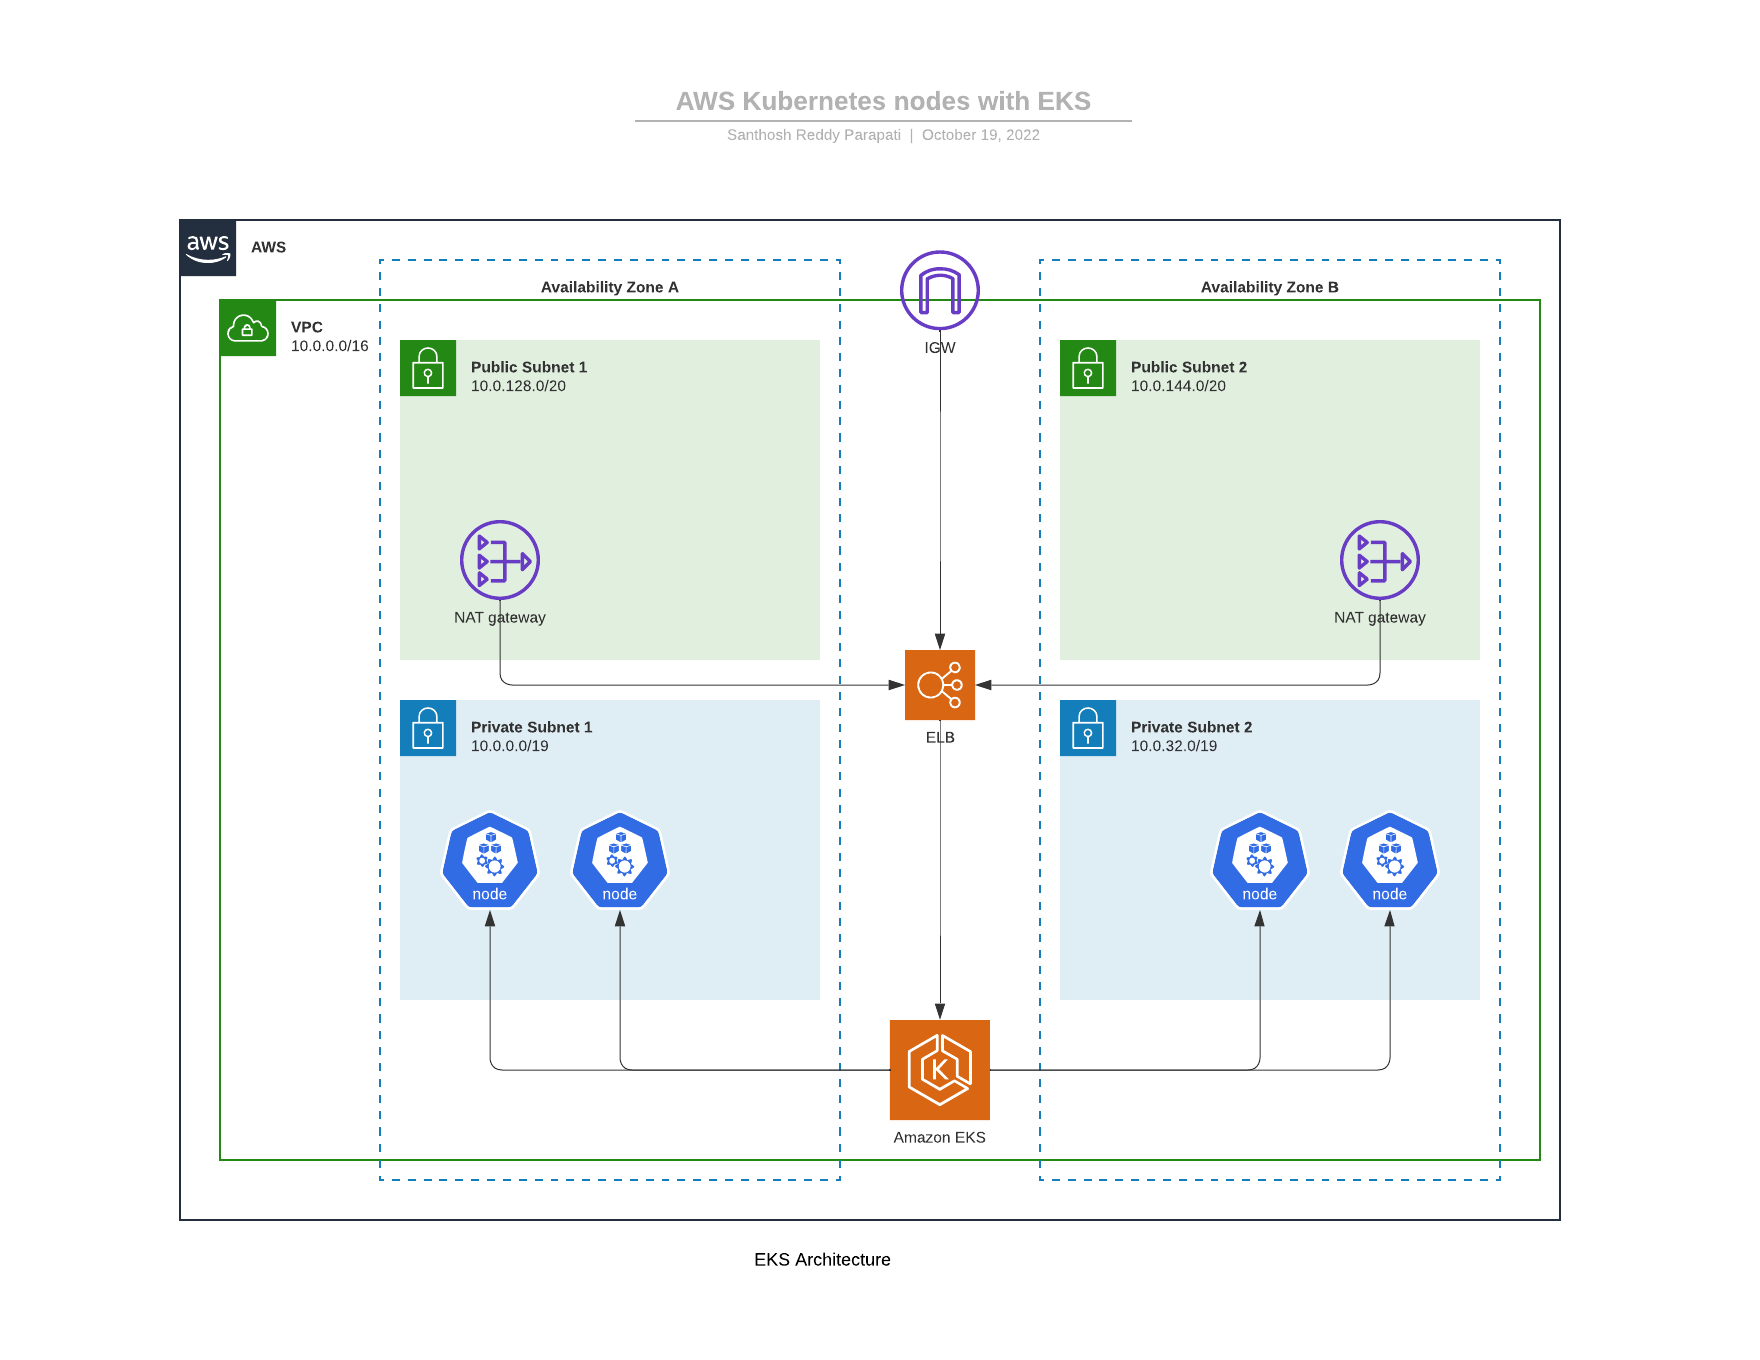 AWS Kubernetes nodes with EKS
Santhosh Reddy Parapati | October 19, 2022
aws
AWS
Availability Zone A
Availability Zone B
VPC
10.0.0.0/16
IGW
Public Subnet 1
10.0.128.0/20
Public Subnet 2
10.0.144.0/20
NAT gateway
NAT gateway
ELB
Private Subnet 1
10.0.0.0/19
Private Subnet 2
10.0.32.0/19
node
node
node
node
K
Amazon EKS
EKS Architecture